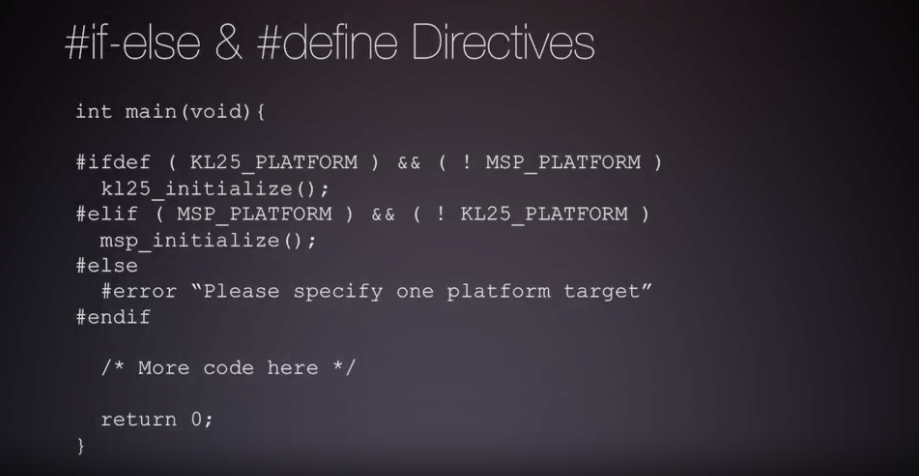 #if-else & #define Directives
int main(void){
#ifdef ( KL25_PLATFORM ) && ( ! MSP_PLATFORM )
kl25_initialize();
#elif ( MSP_PLATFORM ) && ( ! KL25_PLATFORM )
msp_initialize();
#else
#error “Please specify one platform target”
#endif
/* More code here */
return 0;
}